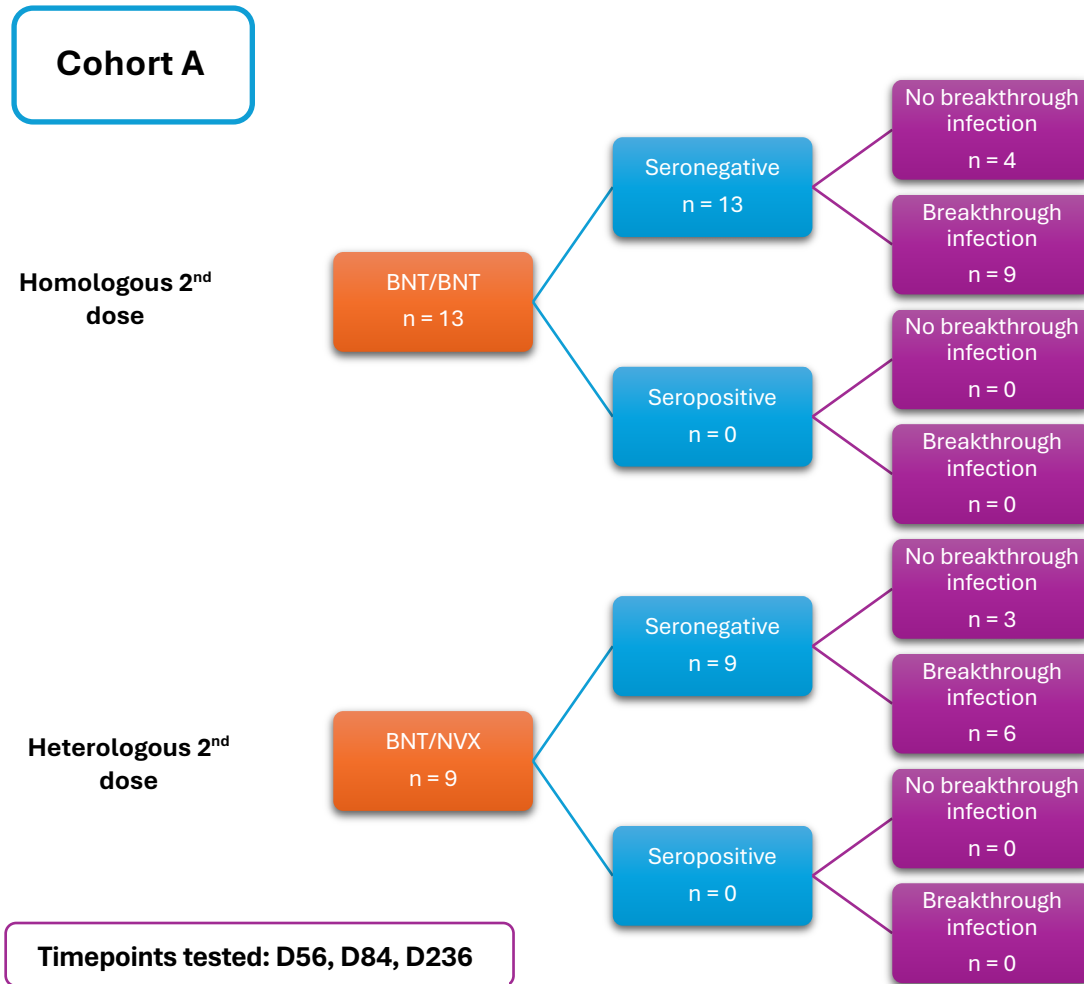 Cohort A
Homologous 2nd
dose
BNT/BNT
n = 13
Seronegative
n = 13
No breakthrough
infection
n = 4
Breakthrough
infection
n = 9
Seropositive
n = 0
No breakthrough
infection
n = 0
Breakthrough
infection
n = 0
Heterologous 2nd
dose
BNT/NVX
n = 9
Seronegative
n = 9
No breakthrough
infection
n = 3
Breakthrough
infection
n = 6
Seropositive
n = 0
No breakthrough
infection
n = 0
Breakthrough
infection
n = 0
Timepoints tested: D56, D84, D236